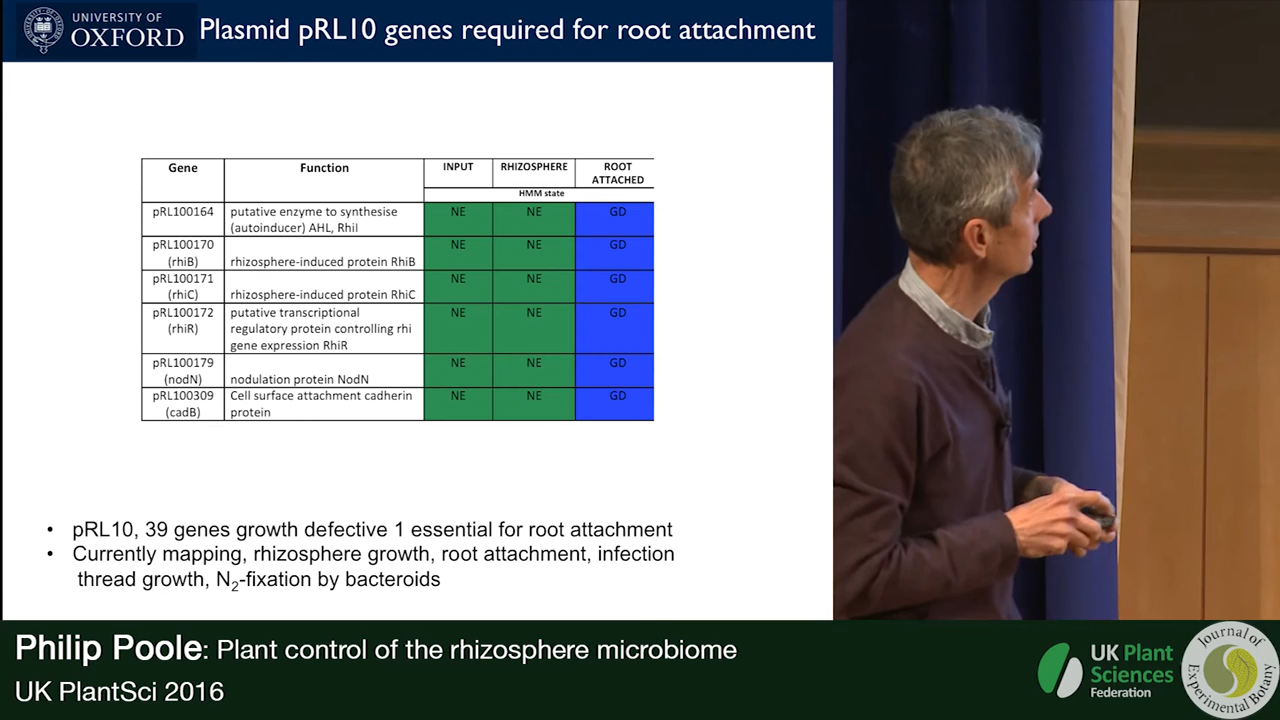 UNIVERSITY OF
OXFORD
Plasmid pRL10 genes required for root attachment
Gene Function INPUT RHIZOSPHERE ROOT
ATTACHED
HMM state
pRL100164 putative enzyme to synthesise
(autoinducer) AHL, RhiI NE NE GD
pRL100170
(rhiB) rhizosphere-induced protein RhiB NE NE GD
pRL100171
(rhiC) rhizosphere-induced protein RhiC NE NE GD
pRL100172
(rhiR) putative transcriptional
regulatory protein controlling rhi
gene expression RhiR NE NE GD
pRL100179
(nodN) nodulation protein NodN NE NE GD
pRL100309
(cadB) Cell surface attachment cadherin
protein NE NE GD
• pRL10, 39 genes growth defective 1 essential for root attachment
• Currently mapping, rhizosphere growth, root attachment, infection
thread growth, N2-fixation by bacteroids
Philip Poole: Plant control of the rhizosphere microbiome
UK PlantSci 2016
UK Plant
Sciences
Federation
Journal of
Experimental Botany